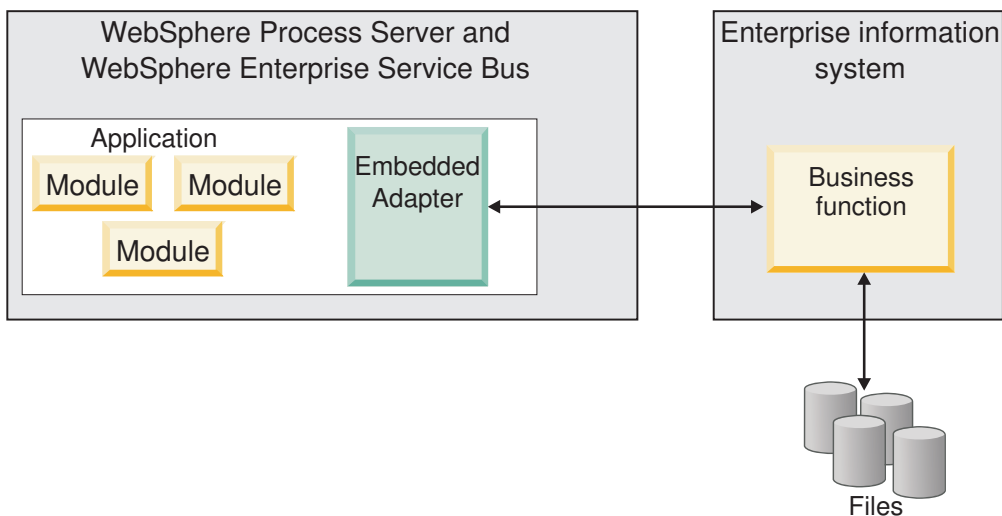 WebSphere Process Server and
WebSphere Enterprise Service Bus
Application
Module
Module
Module
Embedded
Adapter
Enterprise information
system
Business
function
Files